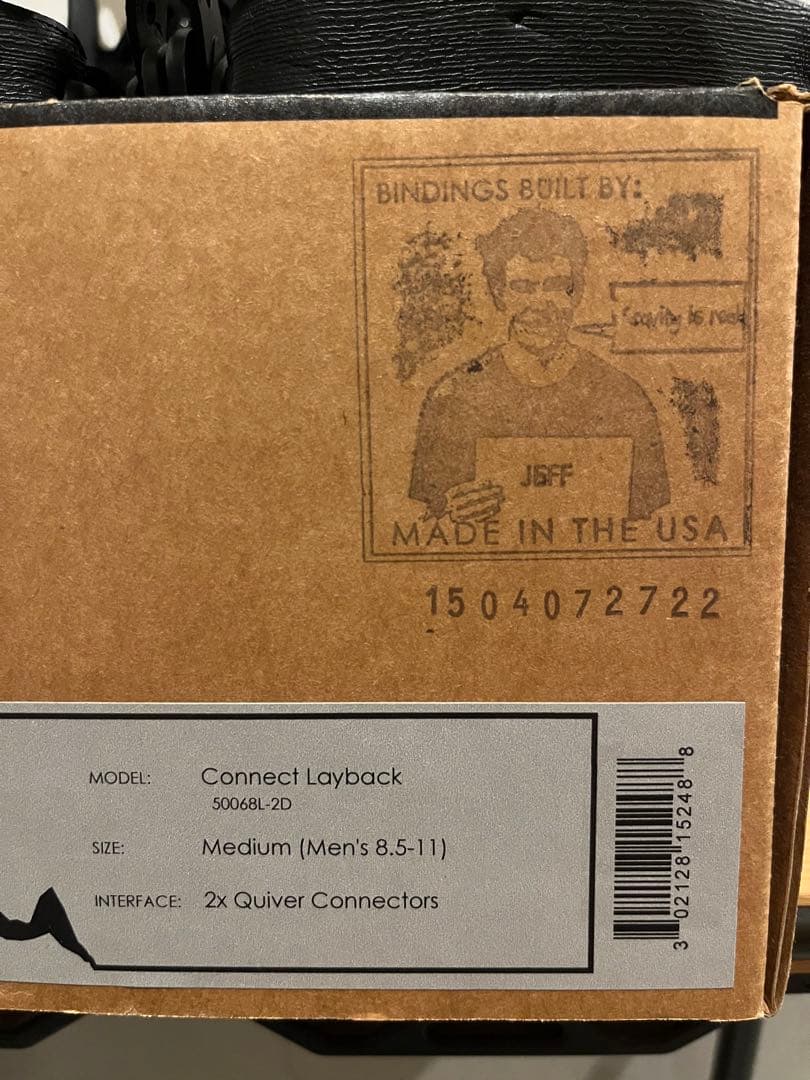 BINDINGS BUILT BY:
is
JEFF
MADE IN THE USA
1504072722
MODEL: Connect Layback
50068L-2D
SIZE: Medium (Men's 8.5-11)
INTERFACE: 2x Quiver Connectors
3 02128 15248 8